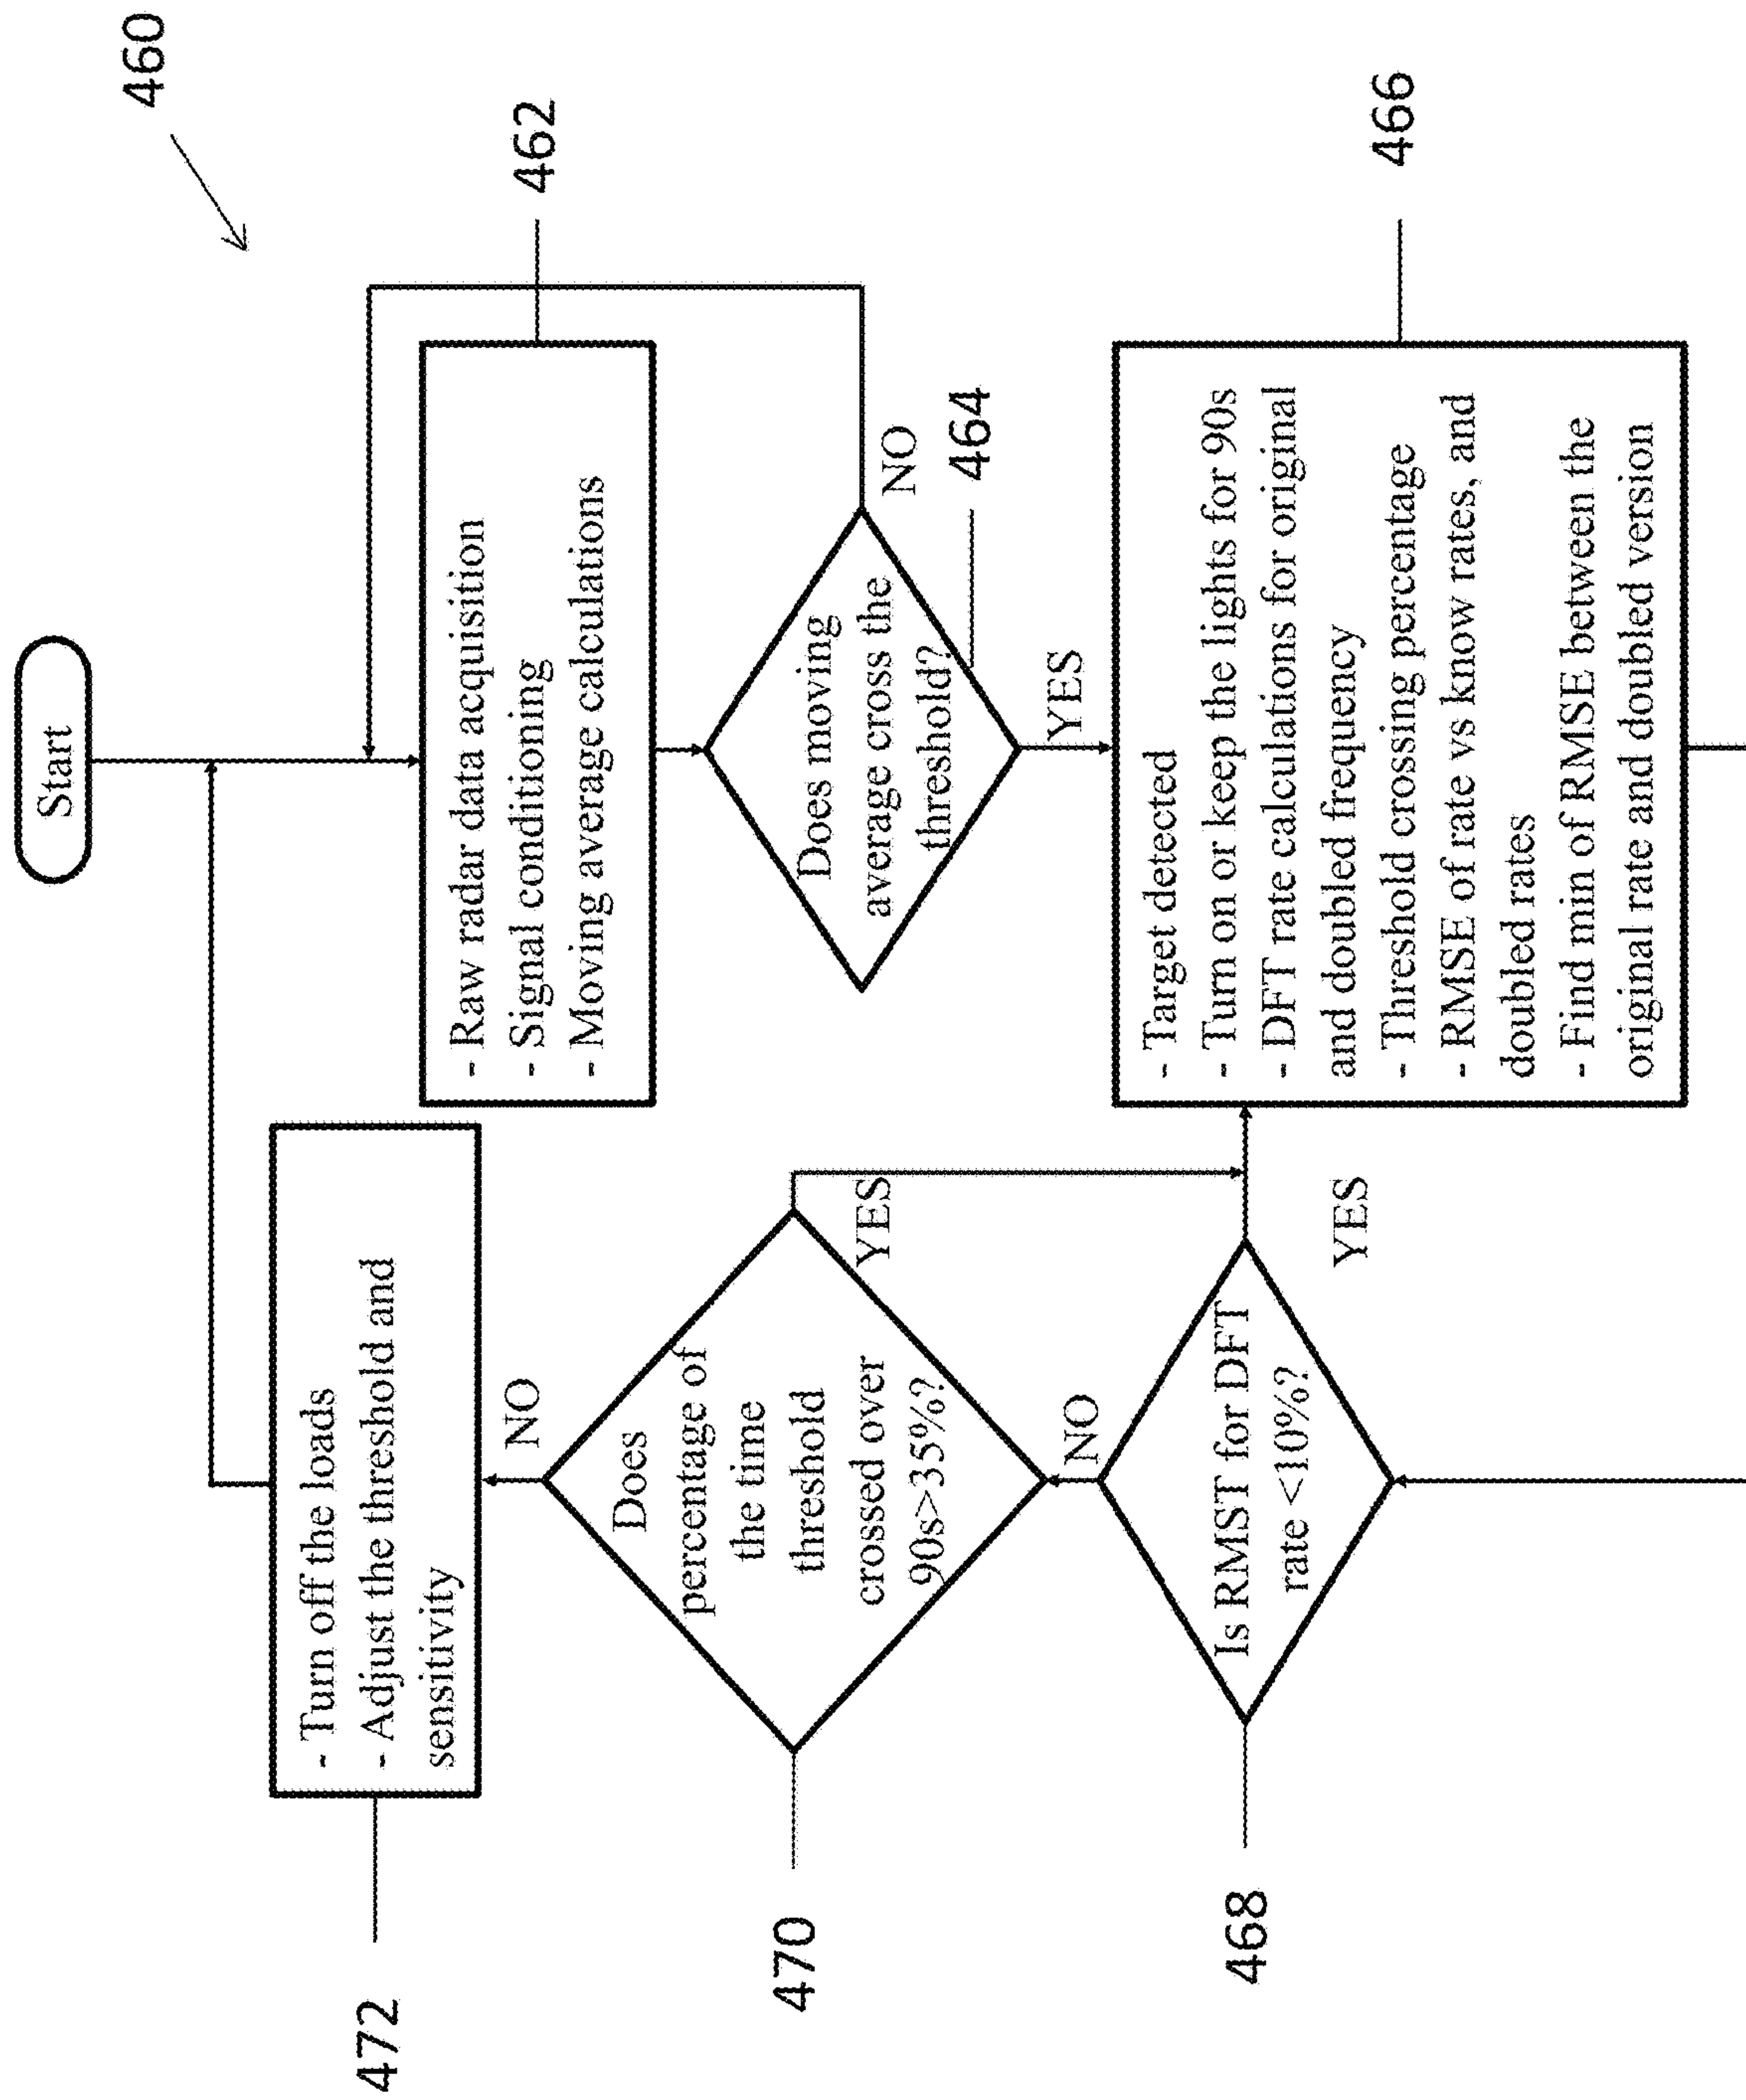 Start
460
- Raw radar data acquisition
- Signal conditioning
- Moving average calculations
462
Does moving
average cross the
threshold?
NO
464
YES
- Target detected
- Turn on or keep the lights for 90s
- DFT rate calculations for original
and doubled frequency
- Threshold crossing percentage
- RMSE of rate vs know rates, and
doubled rates
- Find min of RMSE between the
original rate and doubled version
466
Is RMST for DFT
rate <10%?
YES
NO
468
Does
percentage of
the time
threshold
crossed over
90s>35%?
YES
NO
470
- Turn off the loads
- Adjust the threshold and
sensitivity
472